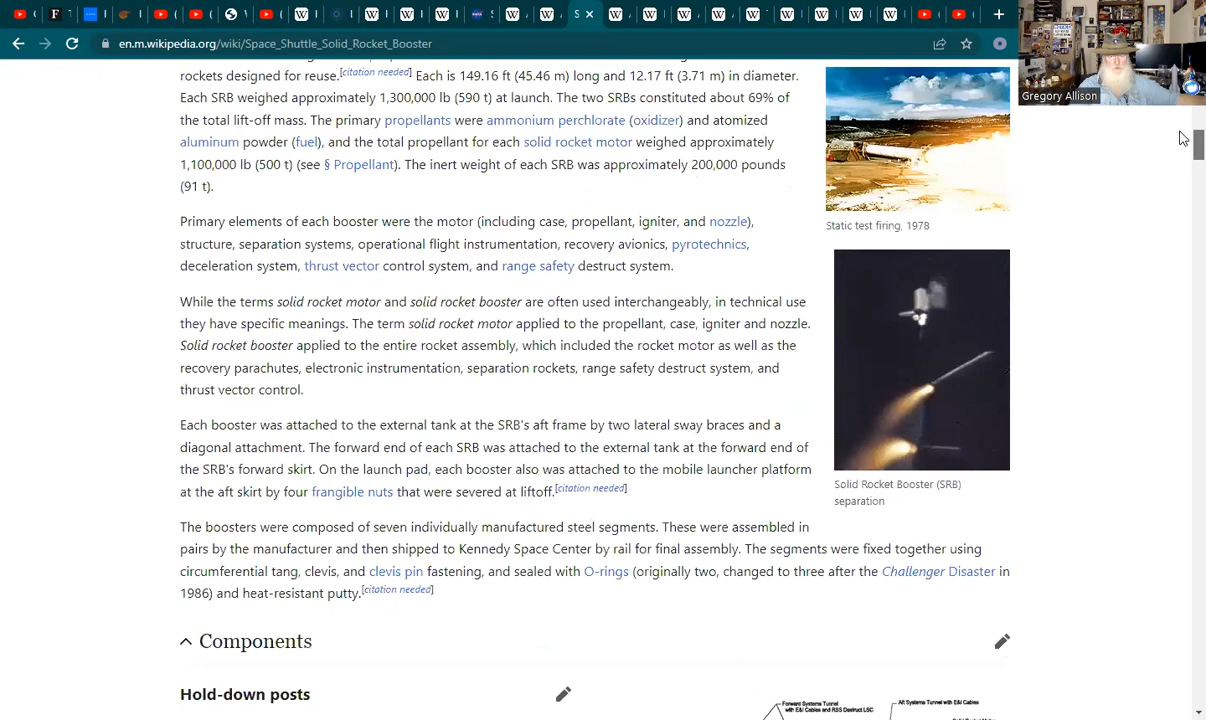 en.m.wikipedia.org/wiki/Space_Shuttle_Solid_Rocket_Booster
Gregory Allison
rockets designed for reuse.[citation needed] Each is 149.16 ft (45.46 m) long and 12.17 ft (3.71 m) in diameter.
Each SRB weighed approximately 1,300,000 lb (590 t) at launch. The two SRBs constituted about 69% of
the total lift-off mass. The primary propellants were ammonium perchlorate (oxidizer) and atomized
aluminum powder (fuel), and the total propellant for each solid rocket motor weighed approximately
1,100,000 lb (500 t) (see § Propellant). The inert weight of each SRB was approximately 200,000 pounds
(91 t).
Static test firing, 1978
Primary elements of each booster were the motor (including case, propellant, igniter, and nozzle),
structure, separation systems, operational flight instrumentation, recovery avionics, pyrotechnics,
deceleration system, thrust vector control system, and range safety destruct system.
While the terms solid rocket motor and solid rocket booster are often used interchangeably, in technical use
they have specific meanings. The term solid rocket motor applied to the propellant, case, igniter and nozzle.
Solid rocket booster applied to the entire rocket assembly, which included the rocket motor as well as the
recovery parachutes, electronic instrumentation, separation rockets, range safety destruct system, and
thrust vector control.
Each booster was attached to the external tank at the SRB's aft frame by two lateral sway braces and a
diagonal attachment. The forward end of each SRB was attached to the external tank at the forward end of
the SRB's forward skirt. On the launch pad, each booster also was attached to the mobile launcher platform
at the aft skirt by four frangible nuts that were severed at liftoff.[citation needed]
Solid Rocket Booster (SRB)
separation
The boosters were composed of seven individually manufactured steel segments. These were assembled in
pairs by the manufacturer and then shipped to Kennedy Space Center by rail for final assembly. The segments were fixed together using
circumferential tang, clevis, and clevis pin fastening, and sealed with O-rings (originally two, changed to three after the Challenger Disaster in
1986) and heat-resistant putty.[citation needed]
Components
Hold-down posts
Forward Systems Tunnel
with E&I Cables and RSS Destruct LSC
Aft Systems Tunnel with E&I Cables